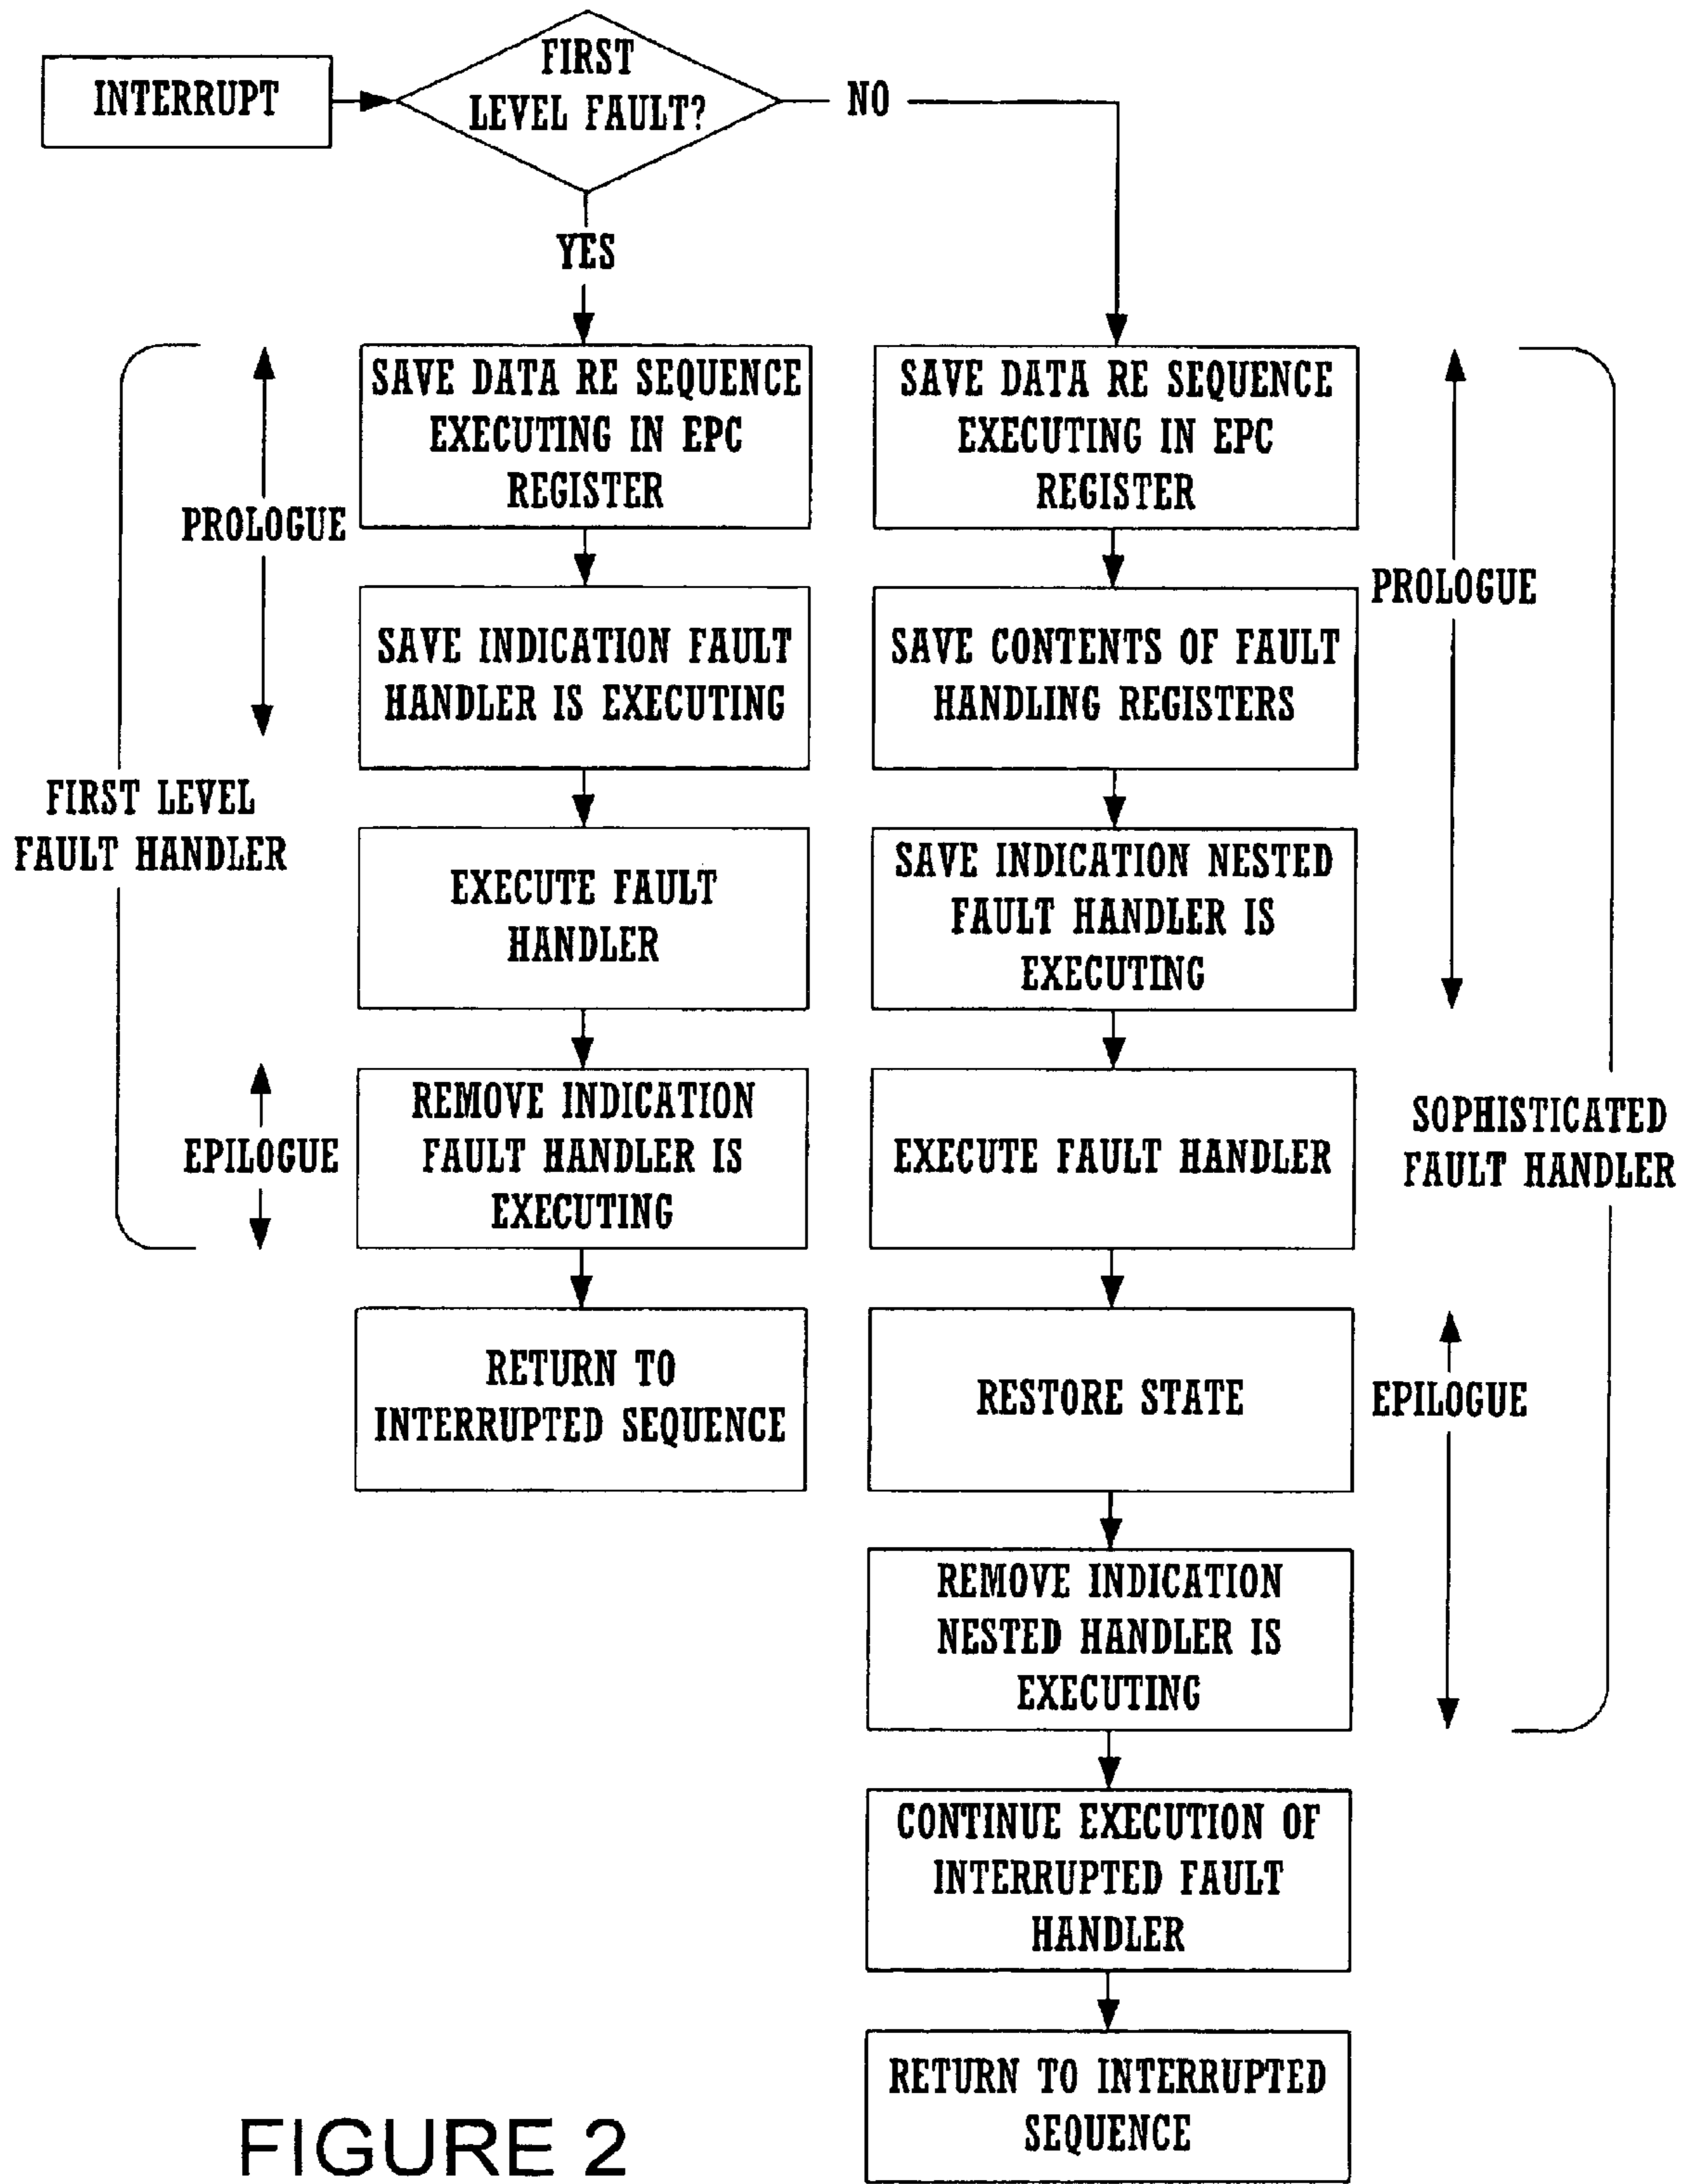 INTERRUPT
FIRST
LEVEL FAULT?
NO
YES
SAVE DATA RE SEQUENCE
EXECUTING IN EPC
REGISTER
SAVE INDICATION FAULT
HANDLER IS EXECUTING
EXECUTE FAULT
HANDLER
REMOVE INDICATION
FAULT HANDLER IS
EXECUTING
RETURN TO
INTERRUPTED SEQUENCE
PROLOGUE
FIRST LEVEL
FAULT HANDLER
EPILOGUE
SAVE DATA RE SEQUENCE
EXECUTING IN EPC
REGISTER
SAVE CONTENTS OF FAULT
HANDLING REGISTERS
SAVE INDICATION NESTED
FAULT HANDLER IS
EXECUTING
EXECUTE FAULT HANDLER
RESTORE STATE
REMOVE INDICATION
NESTED HANDLER IS
EXECUTING
CONTINUE EXECUTION OF
INTERRUPTED FAULT
HANDLER
RETURN TO INTERRUPTED
SEQUENCE
PROLOGUE
SOPHISTICATED
FAULT HANDLER
EPILOGUE
FIGURE 2